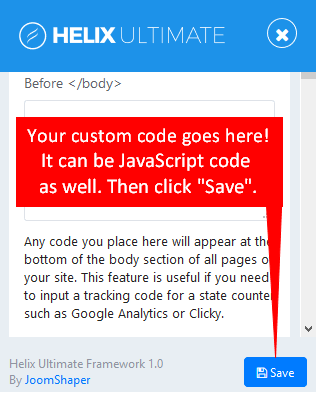 HELIX ULTIMATE
Before </body>
Your custom code goes here!
It can be JavaScript code
as well. Then click "Save".
Any code you place here will appear at the
bottom of the body section of all pages o
your site. This feature is useful if you need
to input a tracking code for a state counte
such as Google Analytics or Clicky.
Helix Ultimate Framework 1.0
By JoomShaper
Save